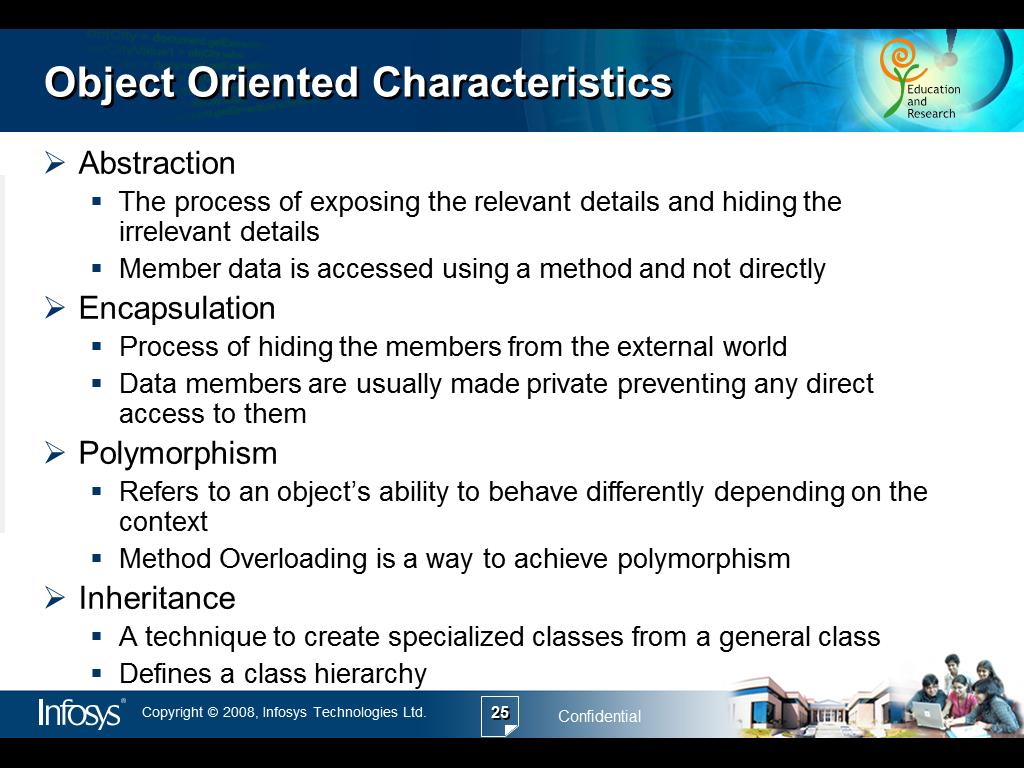 Object Oriented Characteristics
Education
and
Research
Abstraction
The process of exposing the relevant details and hiding the
irrelevant details
Member data is accessed using a method and not directly
Encapsulation
Process of hiding the members from the external world
Data members are usually made private preventing any direct
access to them
Polymorphism
Refers to an object’s ability to behave differently depending on the
context
Method Overloading is a way to achieve polymorphism
Inheritance
A technique to create specialized classes from a general class
Defines a class hierarchy
Infosys®
Copyright © 2008, Infosys Technologies Ltd.
25
Confidential